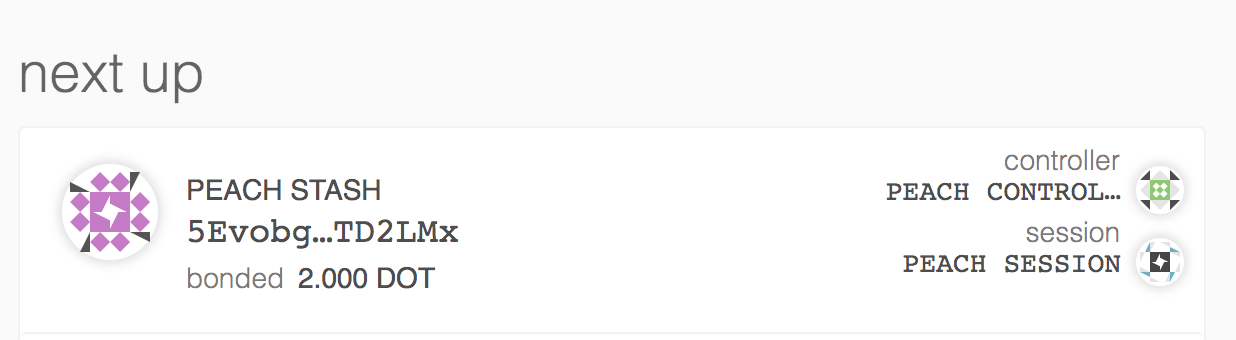 next up
PEACH STASH
5Evobg…TD2LMx
bonded 2.000 DOT
controller
PEACH CONTROL…
session
PEACH SESSION